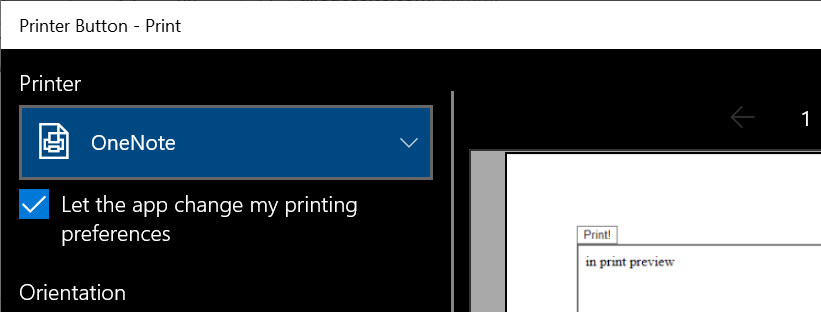 Printer Button - Print
Printer
OneNote
Let the app change my printing
preferences
Orientation
1
Print!
in print preview